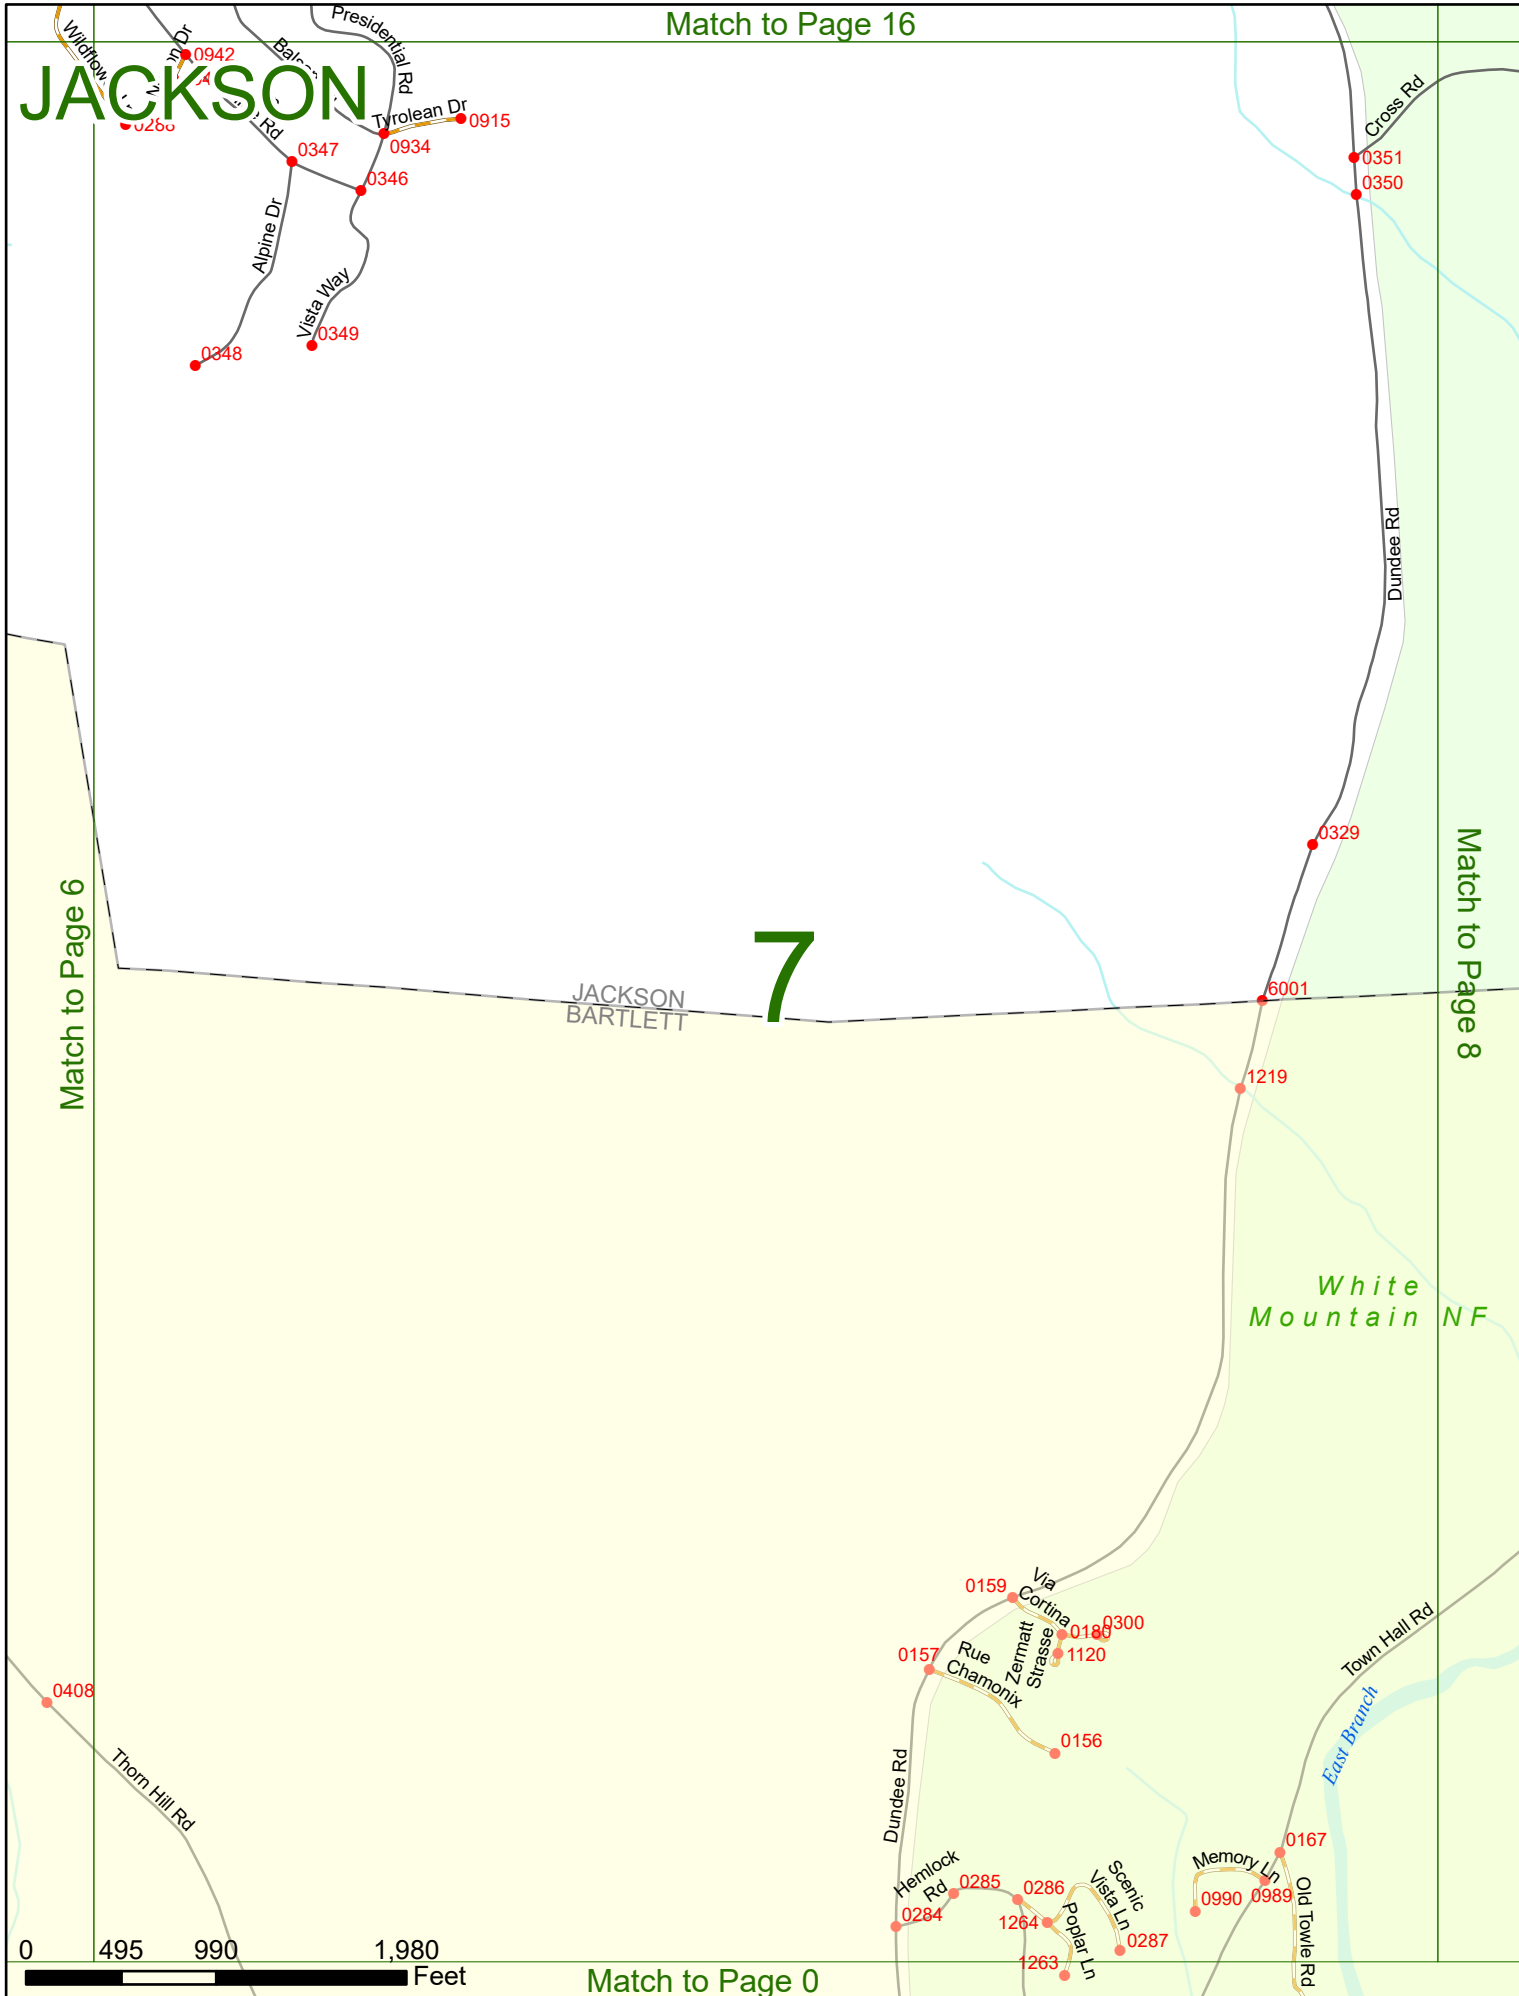 Match to Page 16
JACKSON
Presidential Rd
0942
Tyrolean Dr
0915
0934
0347
0346
Alpine Dr
Vista Way
0349
0348
Cross Rd
0351
0350
Dundee Rd
0329
Match to Page 6
Match to Page 8
7
JACKSON
BARTLETT
6001
1219
White
Mountain NF
Via
Cortina
0159
0300
0180
1120
Zermatt
Strasse
0157
Rue
Chamonix
0156
Town Hall Rd
East Branch
0408
Thorn Hill Rd
Dundee Rd
0167
Hemlock
Rd
0285
0286
0284
1264
Scenic
Vista Ln
Poplar Ln
0287
1263
Memory Ln
0990
0989
Old Towle Rd
0 495 990 1,980
Feet
Match to Page 0